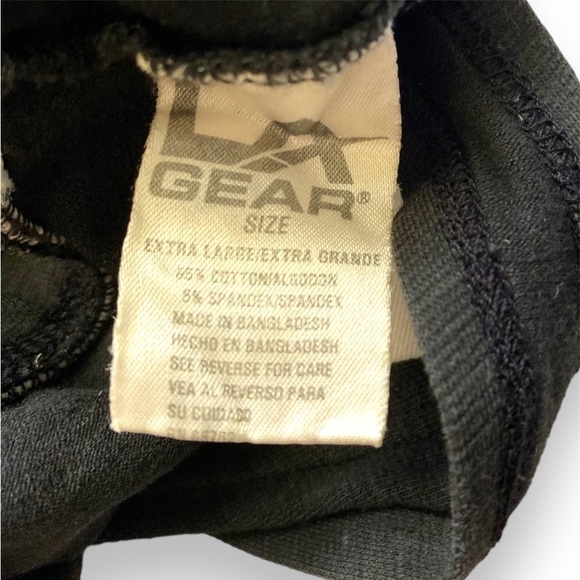 LA
GEAR®
SIZE
EXTRA LARGE/EXTRA GRANDE
95% COTTON/ALGODON
5% SPANDEX/SPANDEX
MADE IN BANGLADESH
HECHO EN BANGLADESH
SEE REVERSE FOR CARE
VEA AL REVERSO PARA
SU CUIDADO